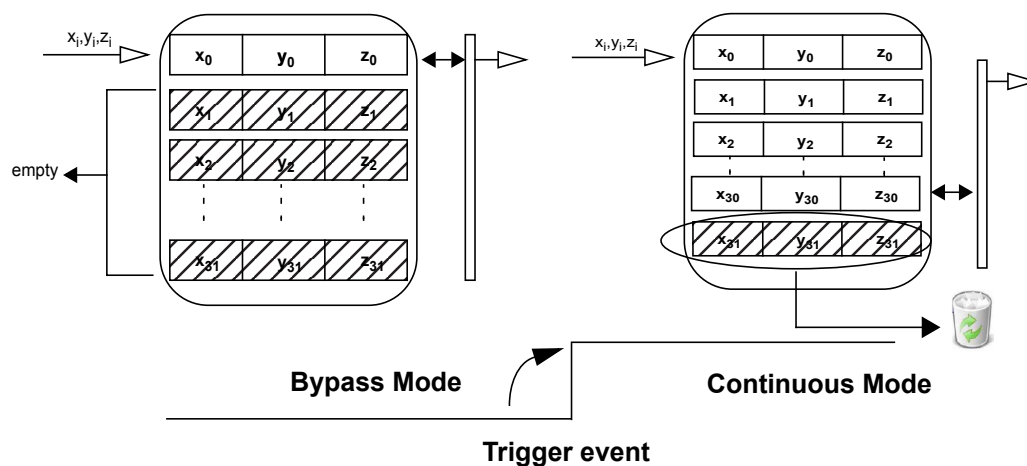 xᵢ,yᵢ,zᵢ
x₀ y₀ z₀
x₁ y₁ z₁
x₂ y₂ z₂
x₃₁ y₃₁ z₃₁
empty
xᵢ,yᵢ,zᵢ
x₀ y₀ z₀
x₁ y₁ z₁
x₂ y₂ z₂
x₃₀ y₃₀ z₃₀
x₃₁ y₃₁ z₃₁
Bypass Mode
Continuous Mode
Trigger event